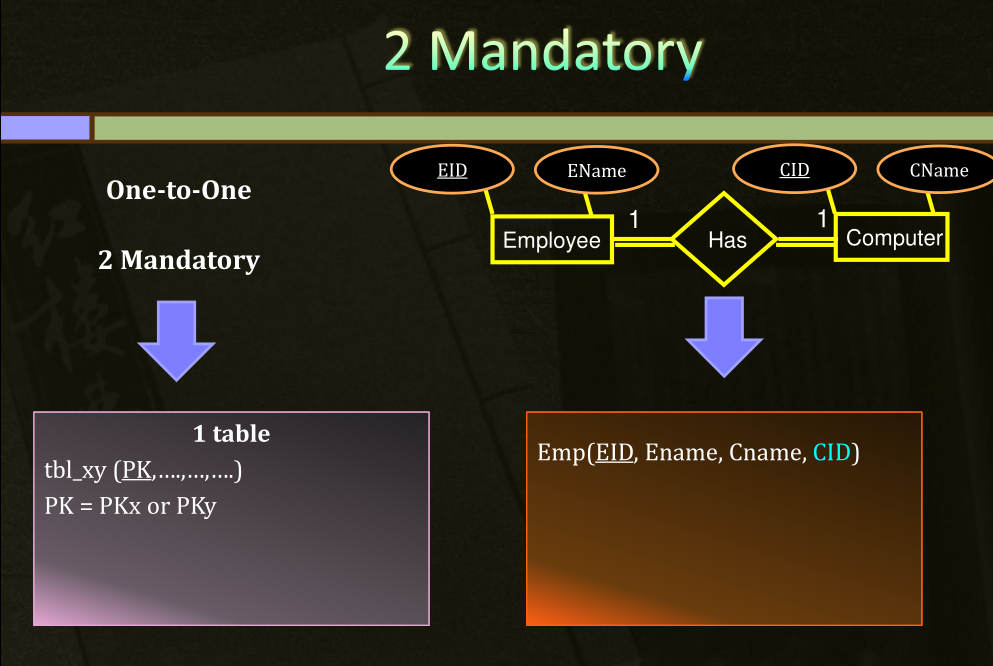 2 Mandatory
One-to-One
2 Mandatory
EID
EName
CID
CName
Employee
1
Has
1
Computer
1 table
tbl_xy (PK,….,…,….)
PK = PKx or PKy
Emp(EID, Ename, Cname, CID)